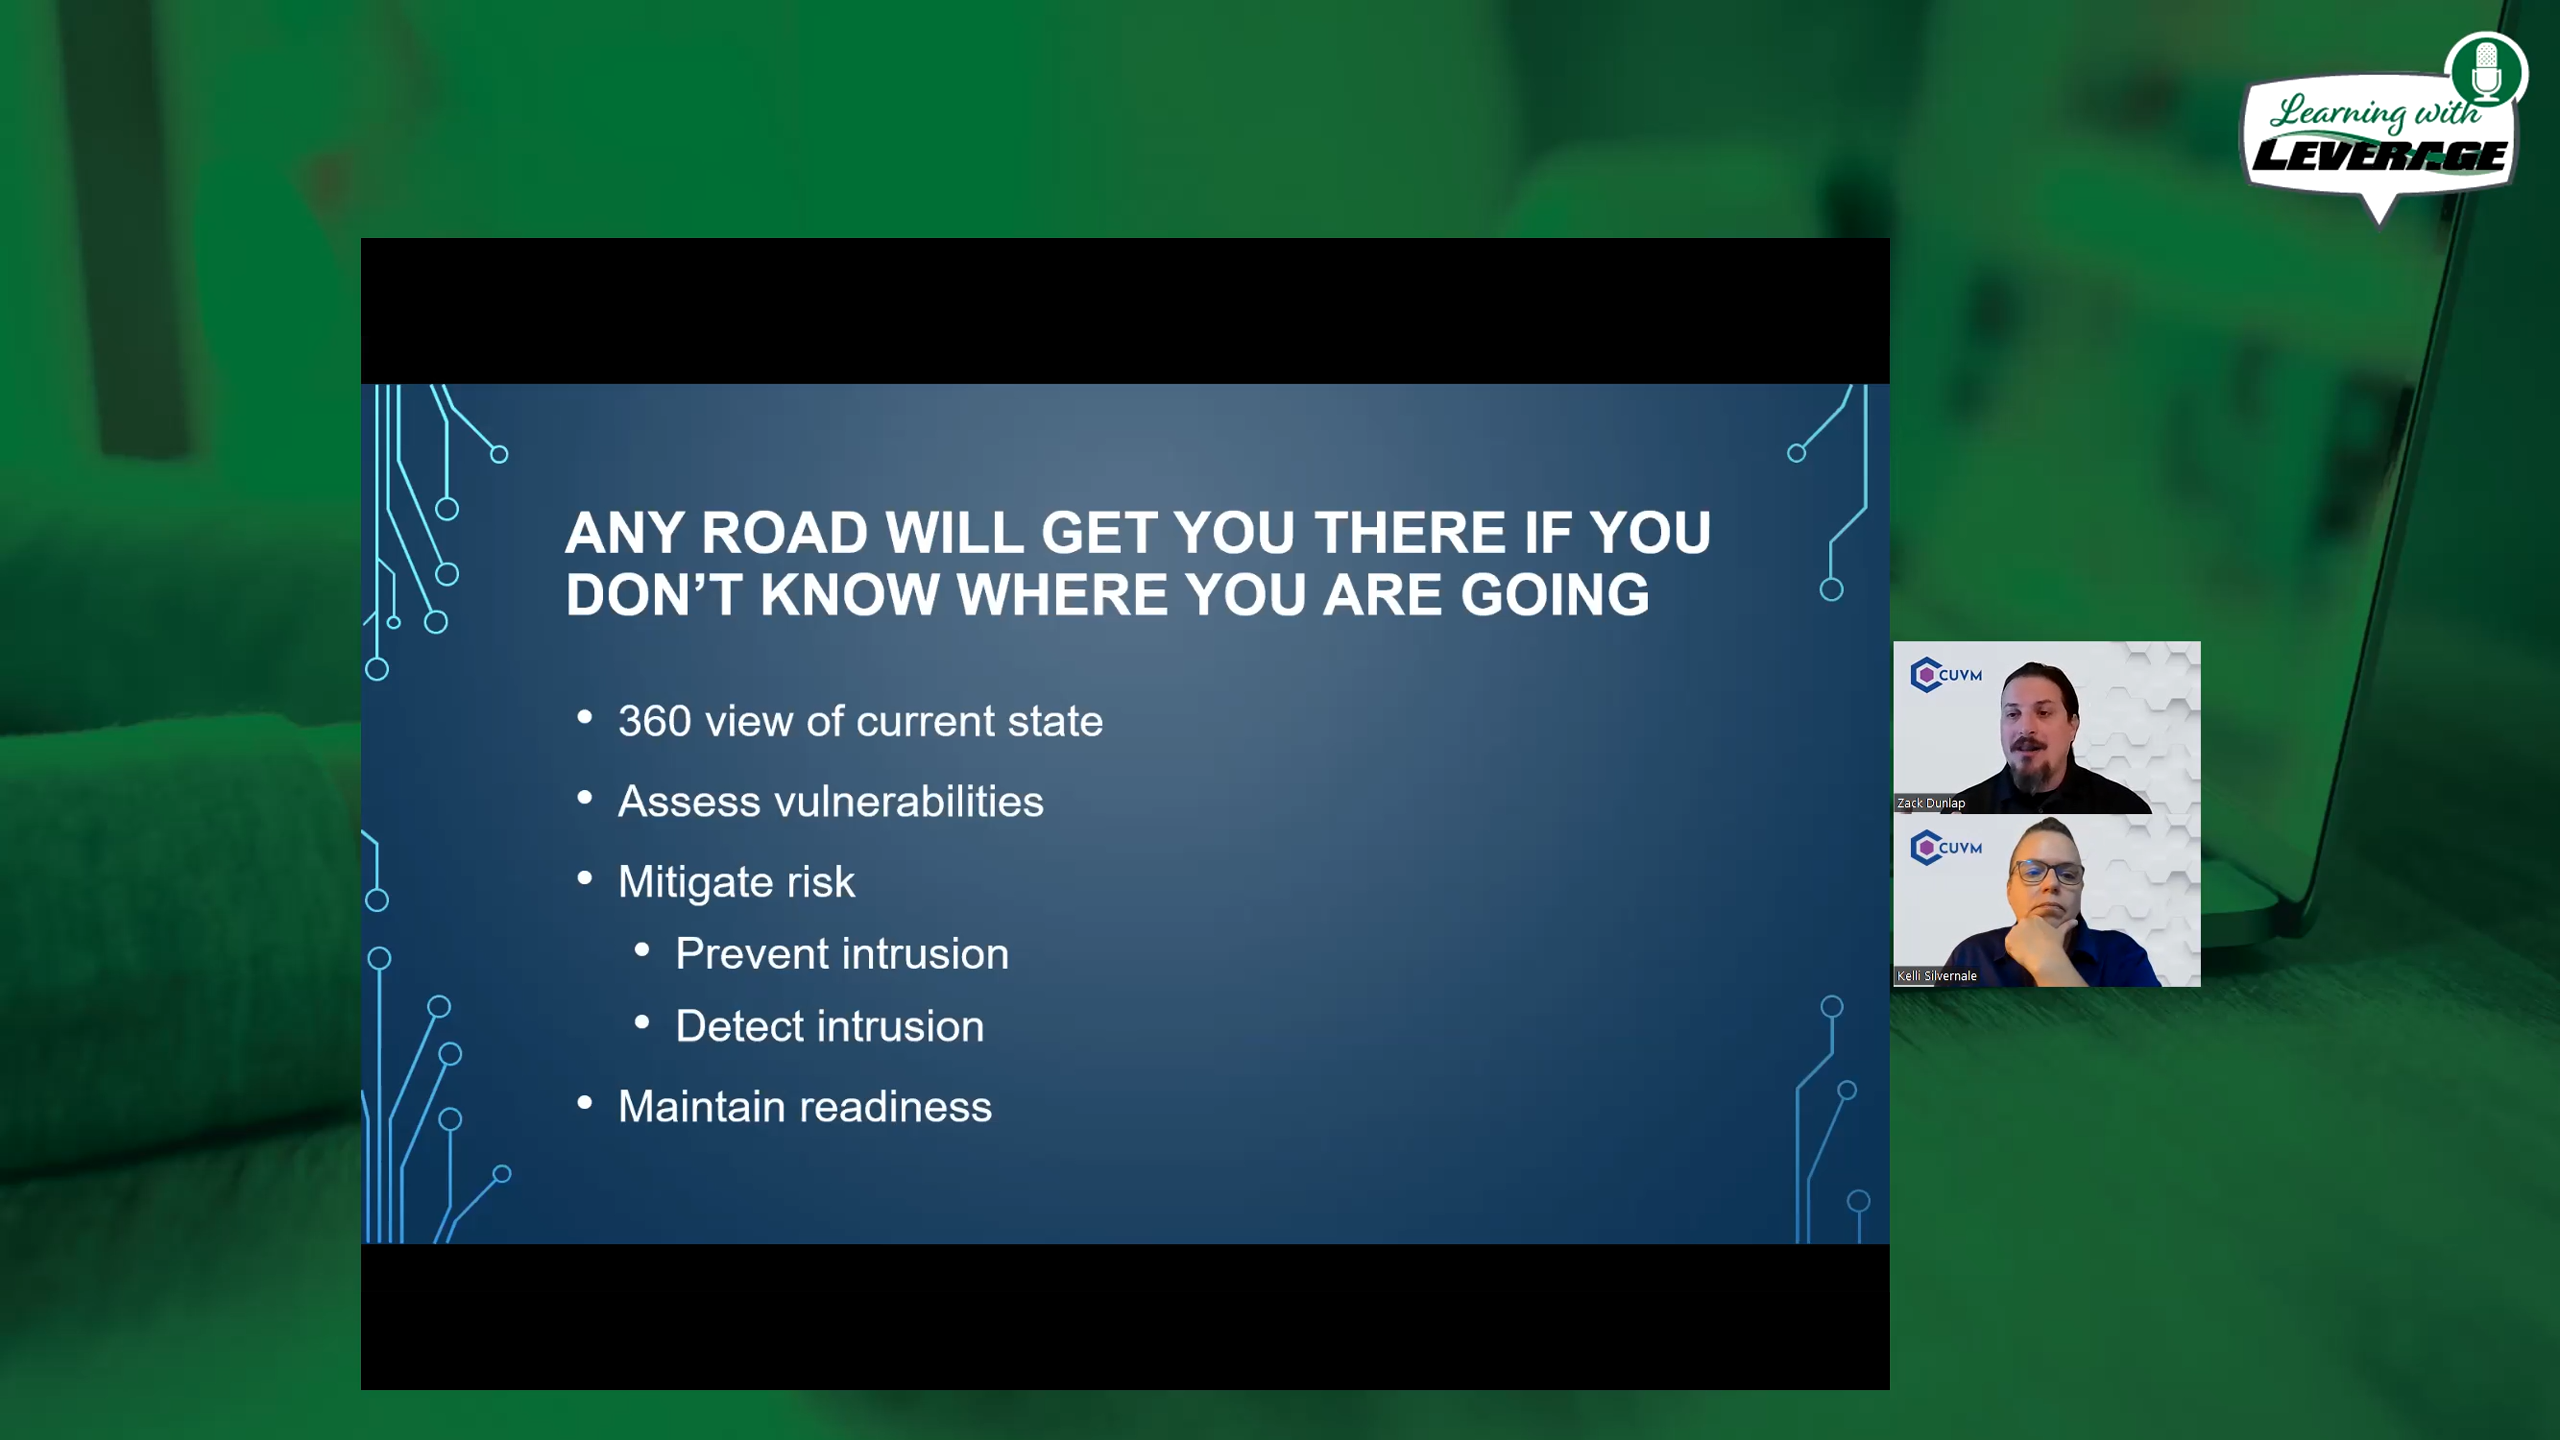 Learning with
LEVERAGE
ANY ROAD WILL GET YOU THERE IF YOU
DON’T KNOW WHERE YOU ARE GOING
• 360 view of current state
• Assess vulnerabilities
• Mitigate risk
• Prevent intrusion
• Detect intrusion
• Maintain readiness
CUVM
Zack Dunlap
CUVM
Kelli Silvernale